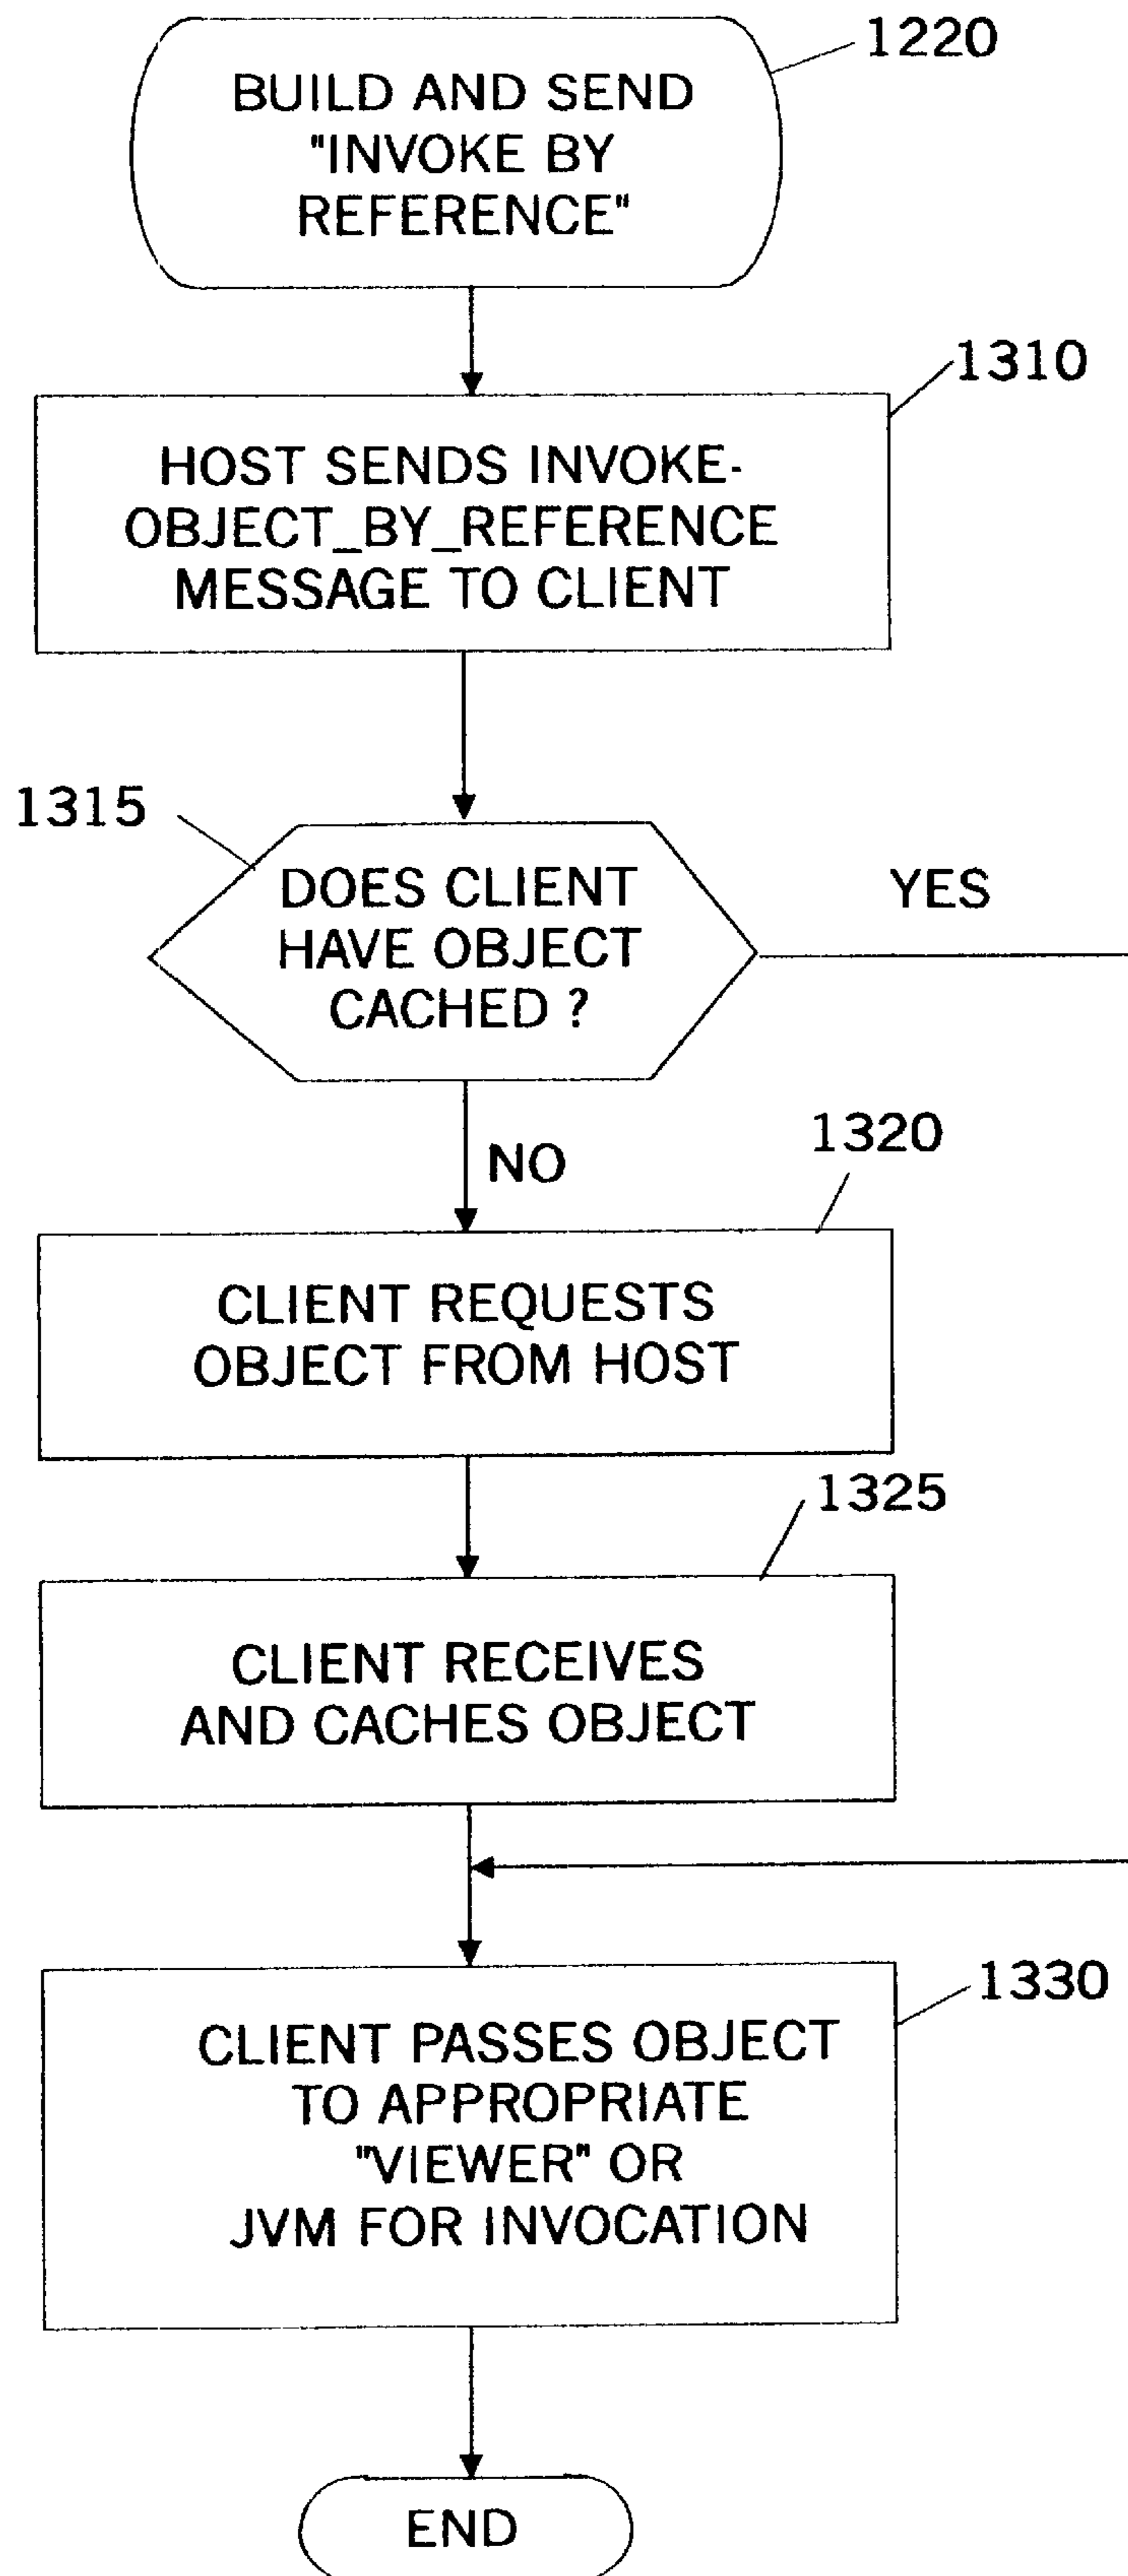 1220
BUILD AND SEND
"INVOKE BY
REFERENCE"
1310
HOST SENDS INVOKE-
OBJECT_BY_REFERENCE
MESSAGE TO CLIENT
1315
DOES CLIENT
HAVE OBJECT
CACHED ?
YES
NO
1320
CLIENT REQUESTS
OBJECT FROM HOST
1325
CLIENT RECEIVES
AND CACHES OBJECT
1330
CLIENT PASSES OBJECT
TO APPROPRIATE
"VIEWER" OR
JVM FOR INVOCATION
END